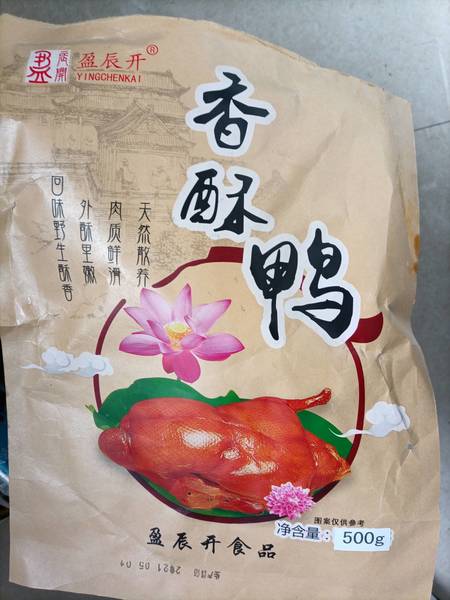 盈辰开®
YINGCHENKAI
香酥鸭
天然散养
肉质鲜滑
外酥里嫩
回味野生酥香
图案仅供参考
净含量: 500g
盈辰开食品
2021 05 01